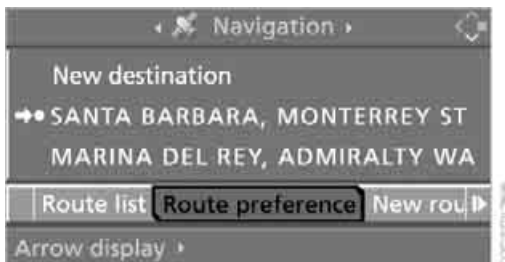 Navigation
New destination
SANTA BARBARA, MONTERREY ST
MARINA DEL REY, ADMIRALTY WA
Route list Route preference New rou
Arrow display